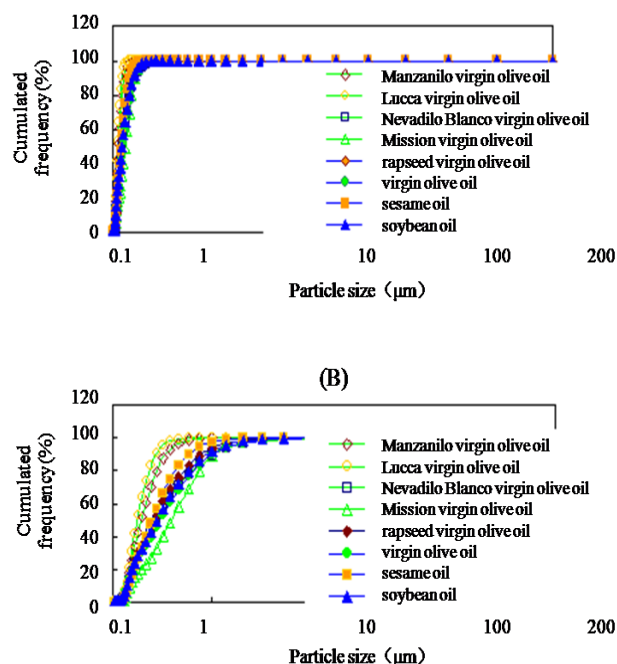 120
100
80
60
40
20
0
Cumulated
frequency (%)
Manzanilo virgin olive oil
Lucca virgin olive oil
Nevadilo Blanco virgin olive oil
Mission virgin olive oil
rapseed virgin olive oil
virgin olive oil
sesame oil
soybean oil
0.1 1 10 100 200
Particle size（μm）
(B)
120
100
80
60
40
20
0
Cumulated
frequency (%)
Manzanilo virgin olive oil
Lucca virgin olive oil
Nevadilo Blanco virgin olive oil
Mission virgin olive oil
rapseed virgin olive oil
virgin olive oil
sesame oil
soybean oil
0.1 1 10 100 200
Particle size（μm）